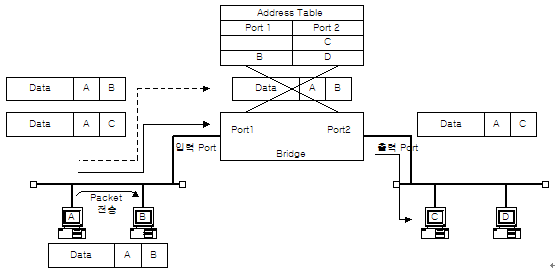 Address Table
Port 1 Port 2
C
B D
Data A B
Data A B
Data A C
Data A C
Port1 Port2
입력 Port
출력 Port
Bridge
A
Packet
전송
B
C
D
Data A B